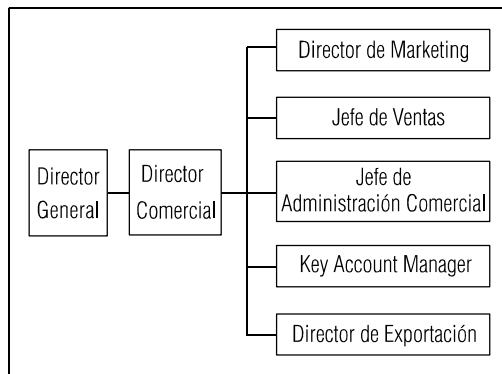 Director
General
Director
Comercial
Director de Marketing
Jefe de Ventas
Jefe de
Administración Comercial
Key Account Manager
Director de Exportación